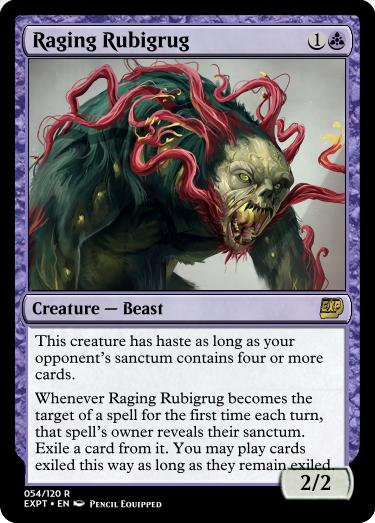 Raging Rubigrug
1
Creature — Beast
EXP
This creature has haste as long as your
opponent's sanctum contains four or more
cards.
Whenever Raging Rubigrug becomes the
target of a spell for the first time each turn,
that spell's owner reveals their sanctum.
Exile a card from it. You may play cards
exiled this way as long as they remain exiled.
2/2
054/120 R
EXPT • EN Pencil Equipped